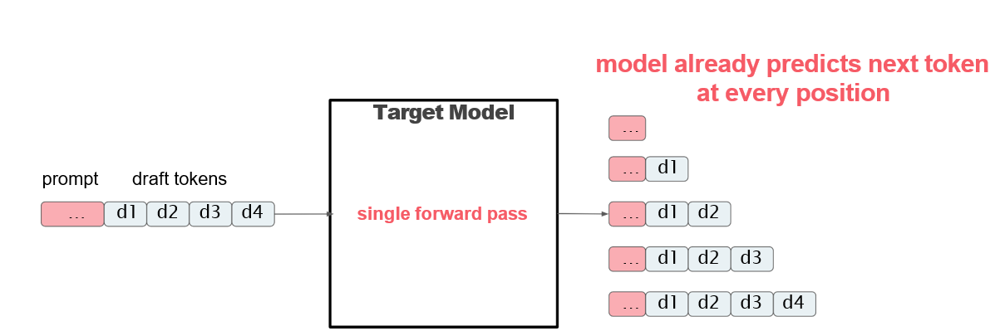 model already predicts next token
at every position
Target Model
prompt draft tokens
... d1 d2 d3 d4
single forward pass
...
... d1
... d1 d2
... d1 d2 d3
... d1 d2 d3 d4